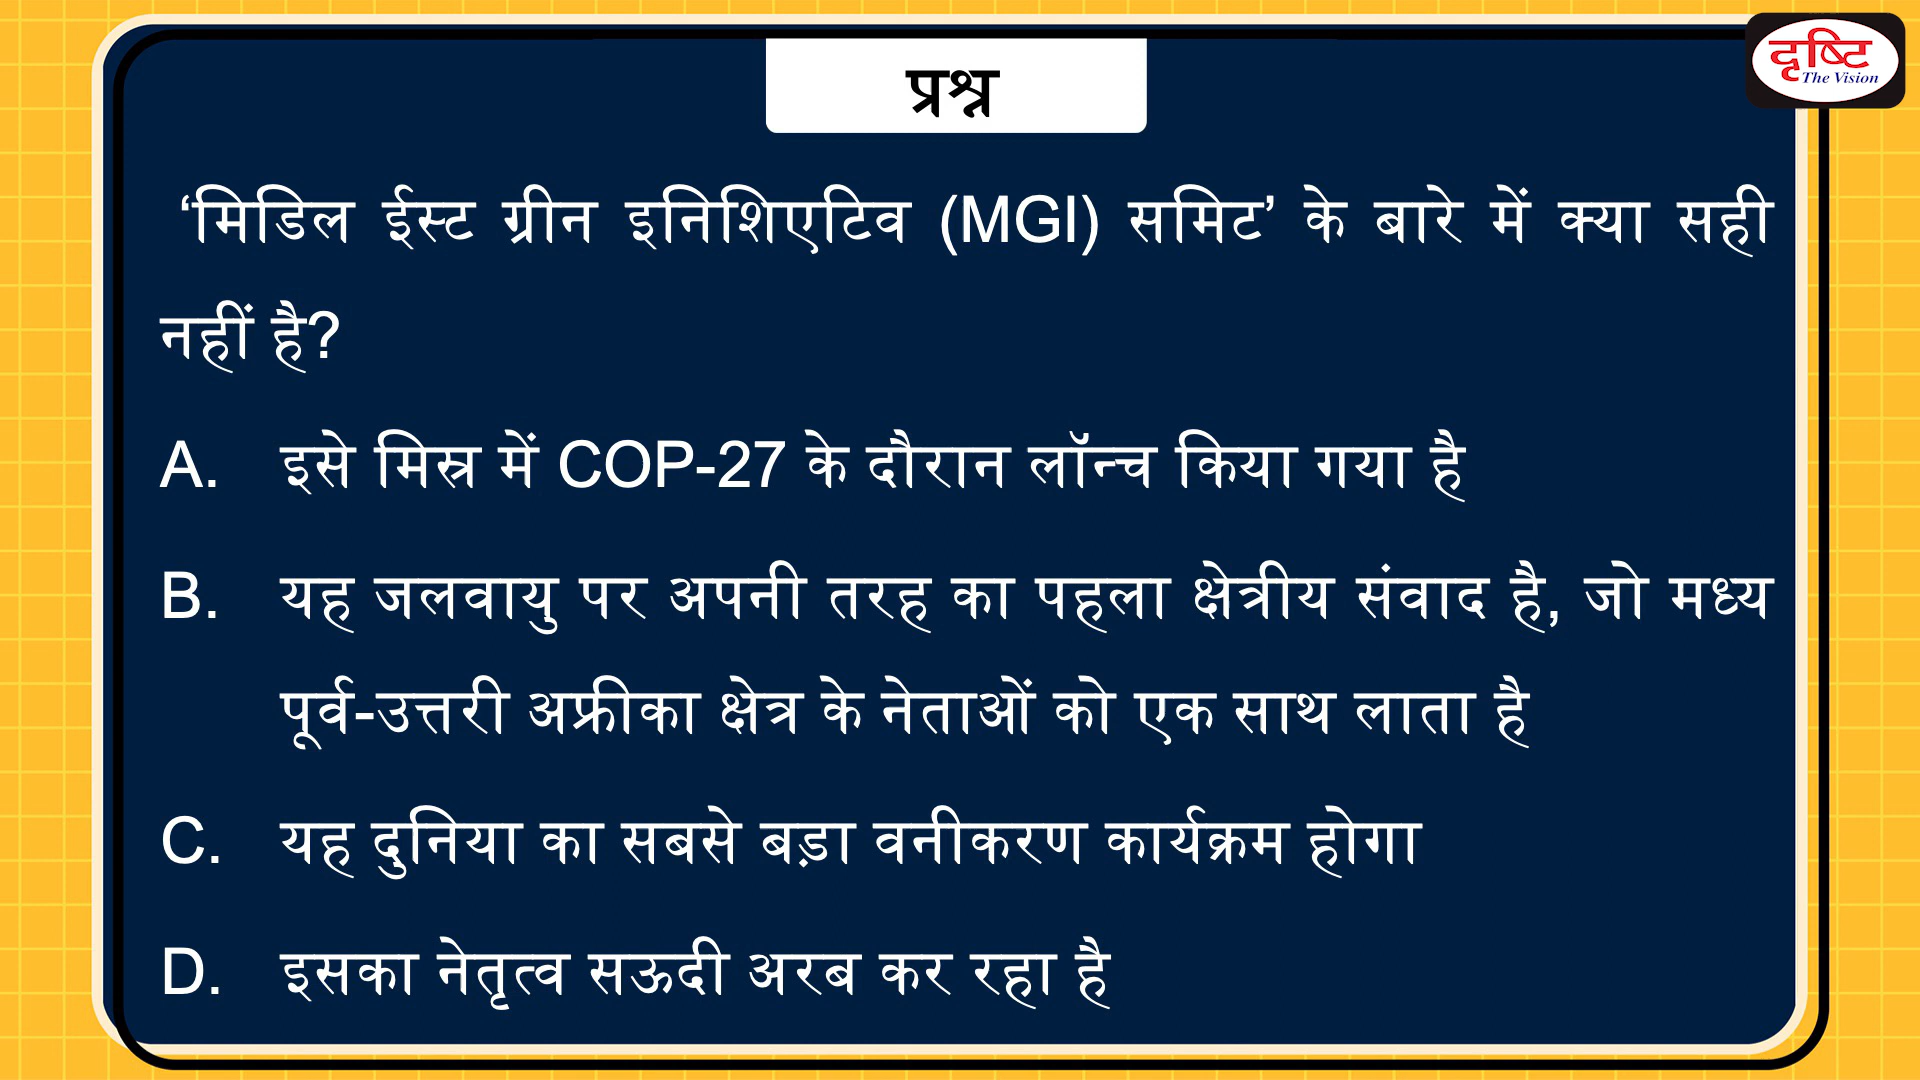 दृष्टि
The Vision
प्रश्न
‘मिडिल ईस्ट ग्रीन इनिशिएटिव (MGI) समिट’ के बारे में क्या सही
नहीं है?
A. इसे मिस्र में COP-27 के दौरान लॉन्च किया गया है
B. यह जलवायु पर अपनी तरह का पहला क्षेत्रीय संवाद है, जो मध्य
पूर्व-उत्तरी अफ्रीका क्षेत्र के नेताओं को एक साथ लाता है
C. यह दुनिया का सबसे बड़ा वनीकरण कार्यक्रम होगा
D. इसका नेतृत्व सऊदी अरब कर रहा है